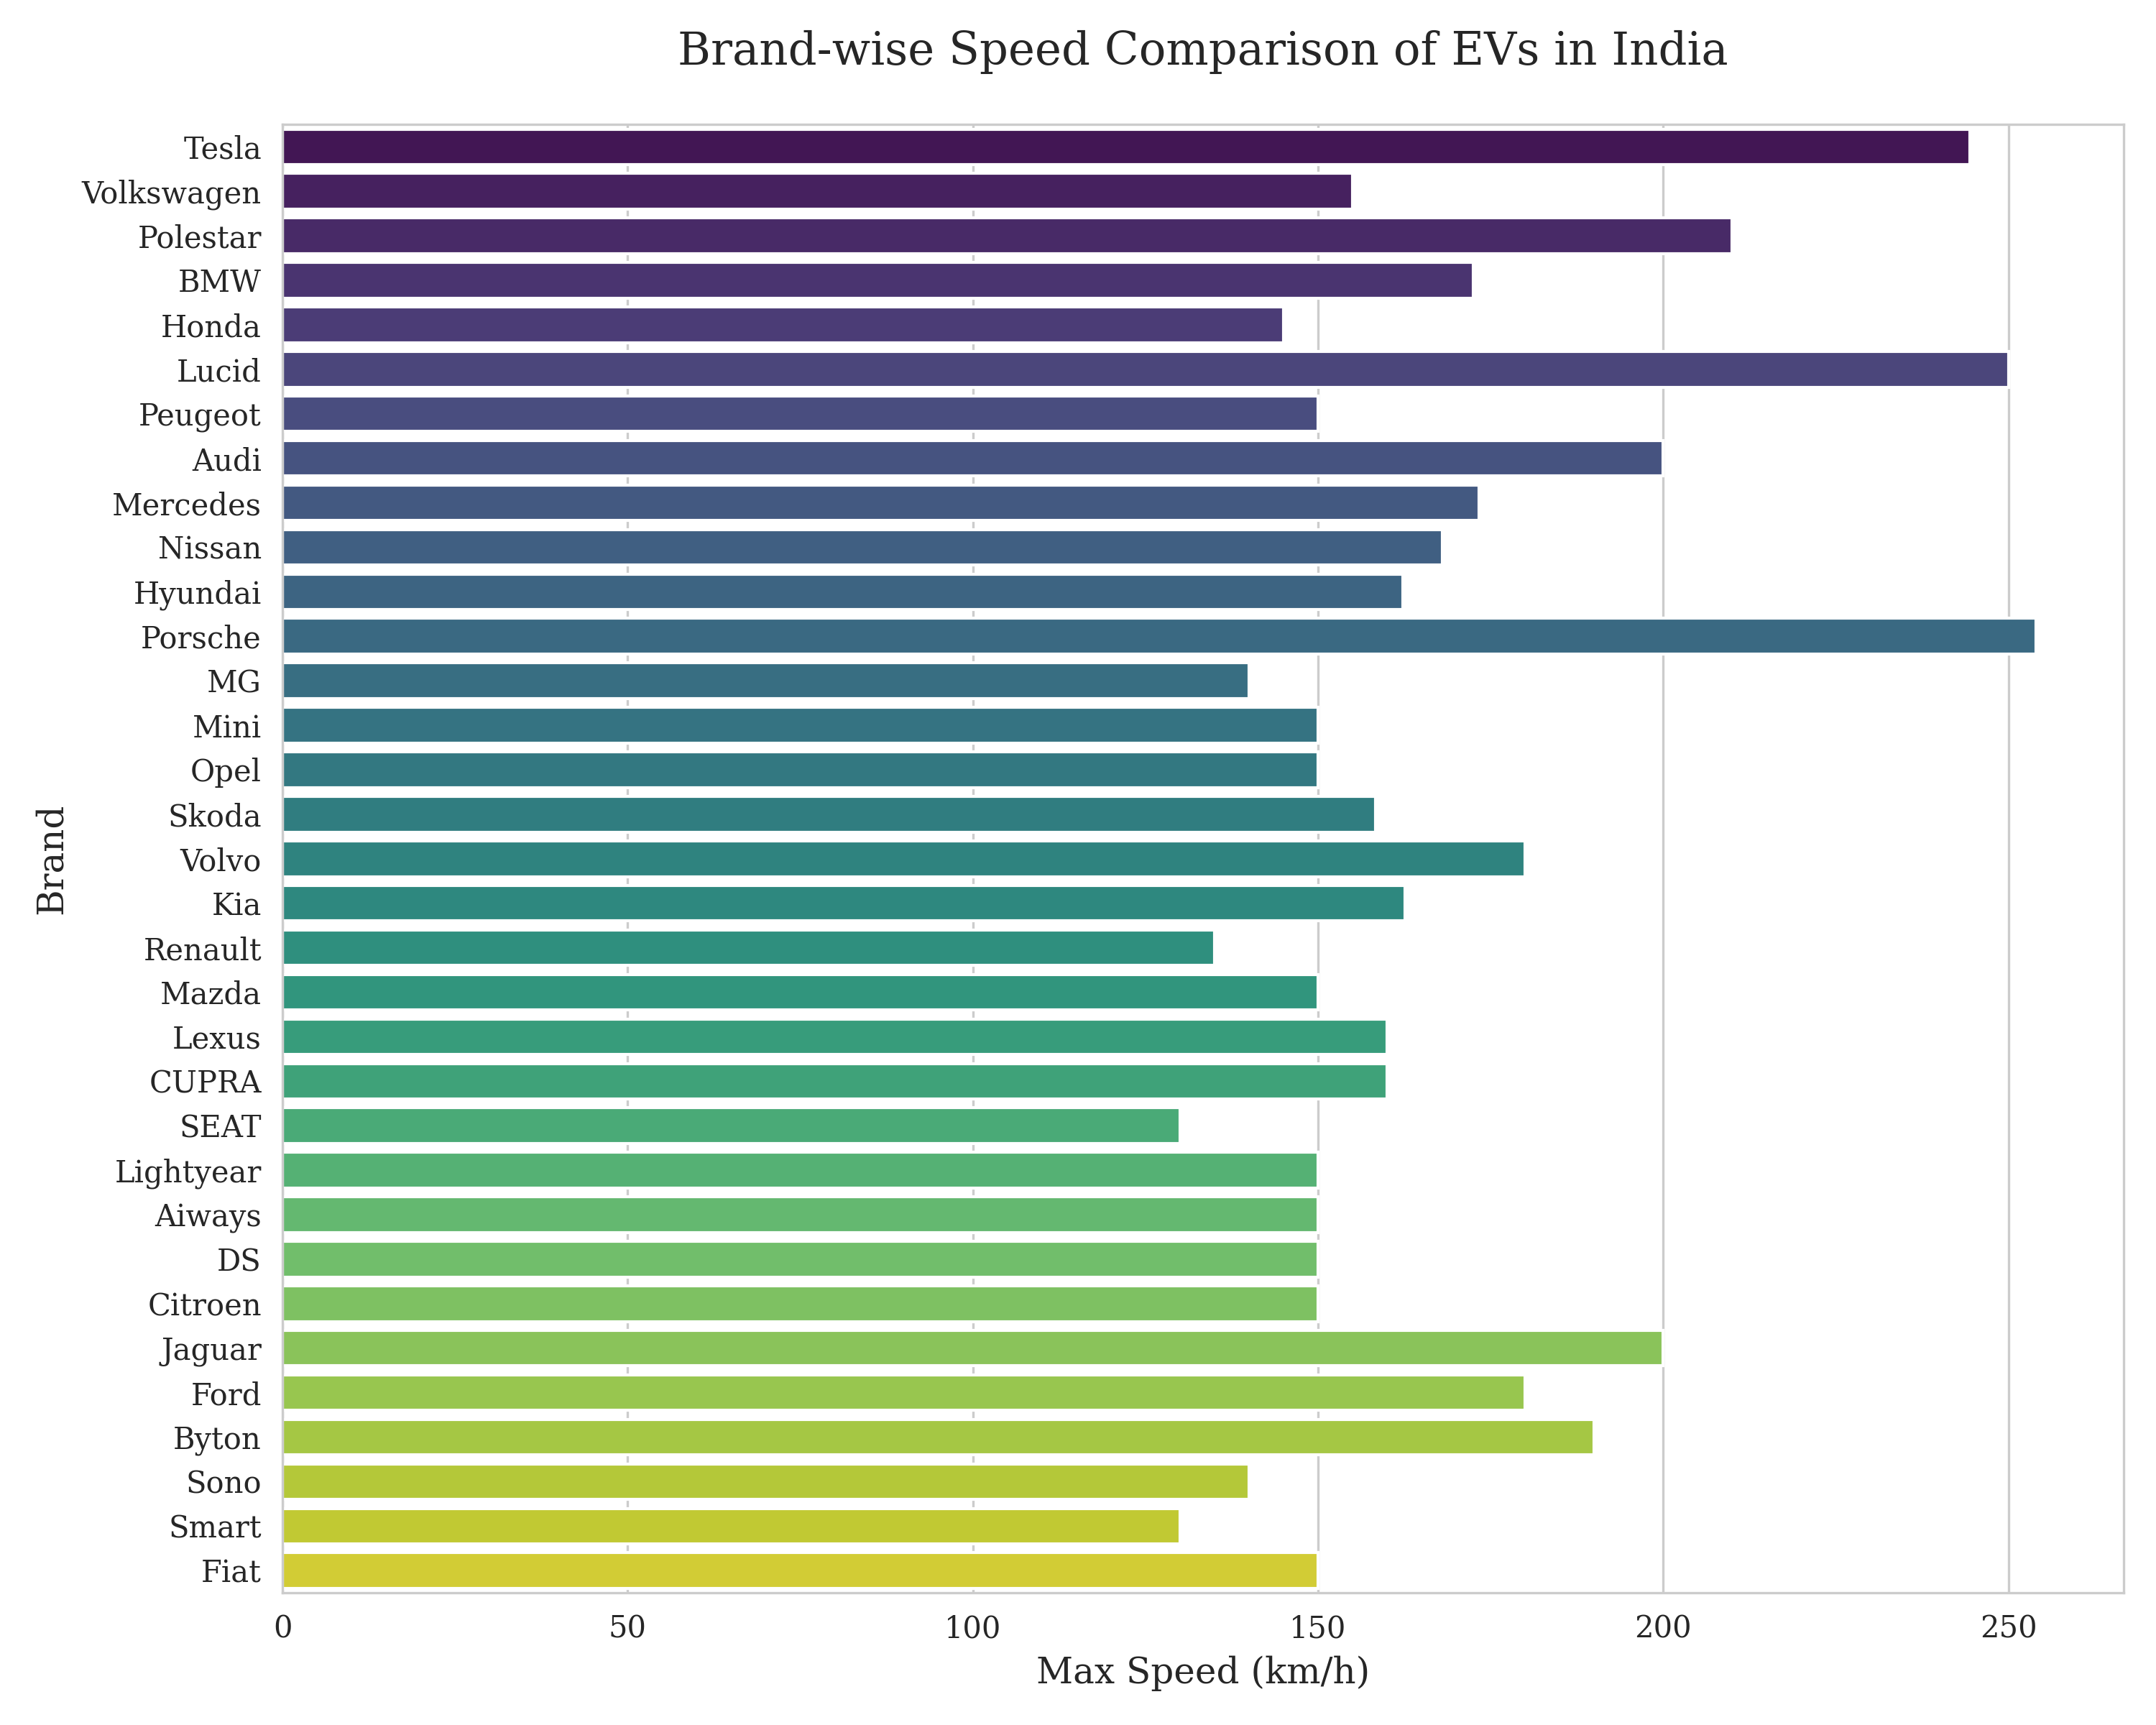 Brand-wise Speed Comparison of EVs in India
Brand
Tesla
Volkswagen
Polestar
BMW
Honda
Lucid
Peugeot
Audi
Mercedes
Nissan
Hyundai
Porsche
MG
Mini
Opel
Skoda
Volvo
Kia
Renault
Mazda
Lexus
CUPRA
SEAT
Lightyear
Aiways
DS
Citroen
Jaguar
Ford
Byton
Sono
Smart
Fiat
0 50 100 150 200 250
Max Speed (km/h)